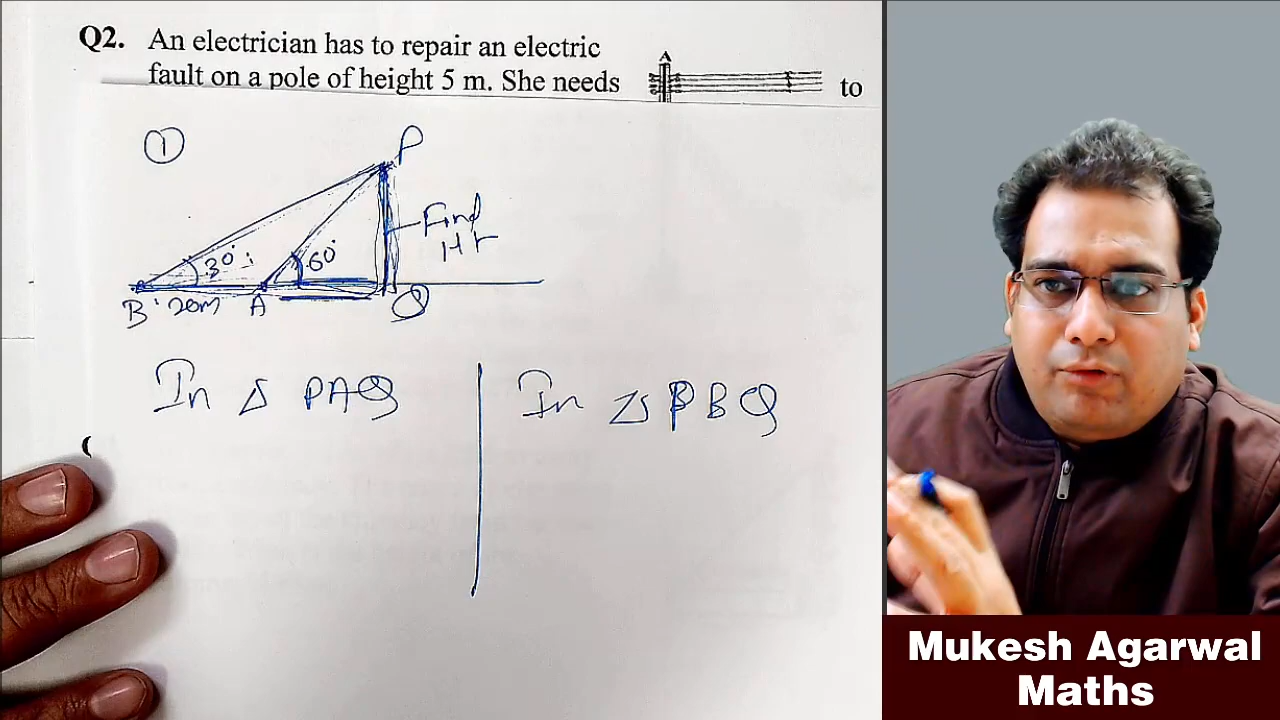 Q2. An electrician has to repair an electric
fault on a pole of height 5 m. She needs to
A
1
P
Find
Ht
30°
60°
B 20m A Q
In △ PAQ
In △ PBQ
(
Mukesh Agarwal
Maths